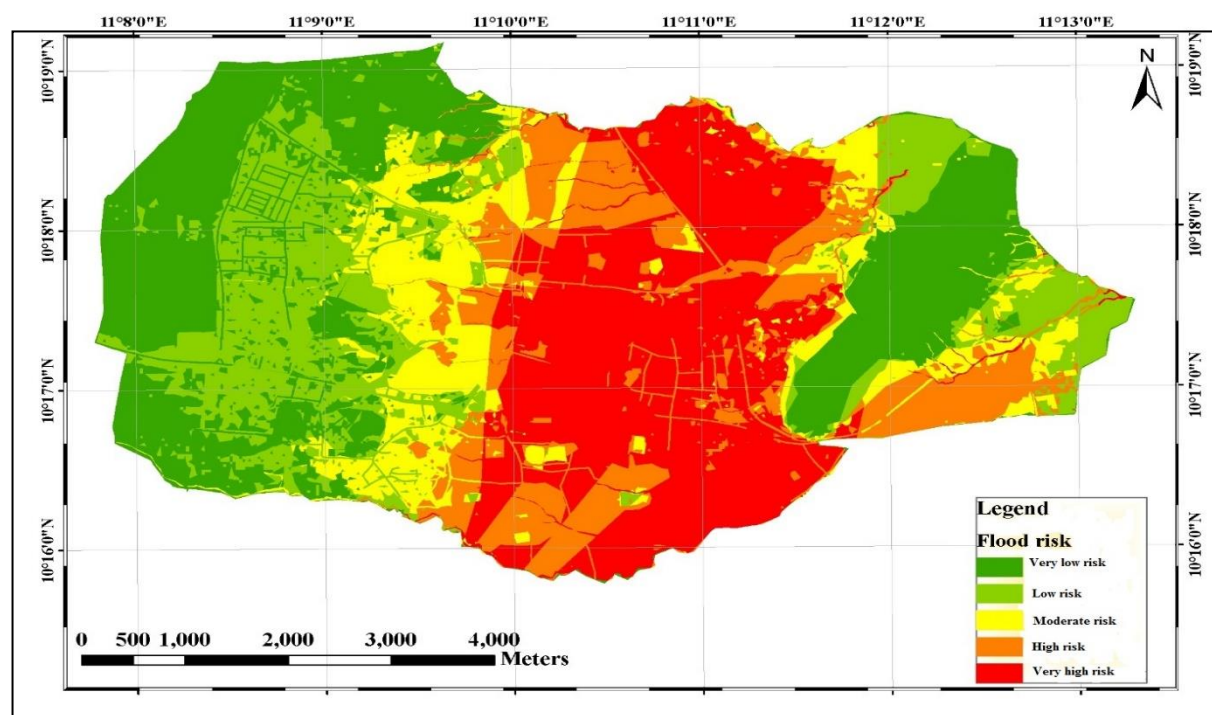 11°8'0"E 11°9'0"E 11°10'0"E 11°11'0"E 11°12'0"E 11°13'0"E
N
10°19'0"N 10°19'0"N
10°18'0"N 10°18'0"N
10°17'0"N 10°17'0"N
10°16'0"N 10°16'0"N
Legend
Flood risk
Very low risk
Low risk
Moderate risk
High risk
Very high risk
0 500 1,000 2,000 3,000 4,000
Meters